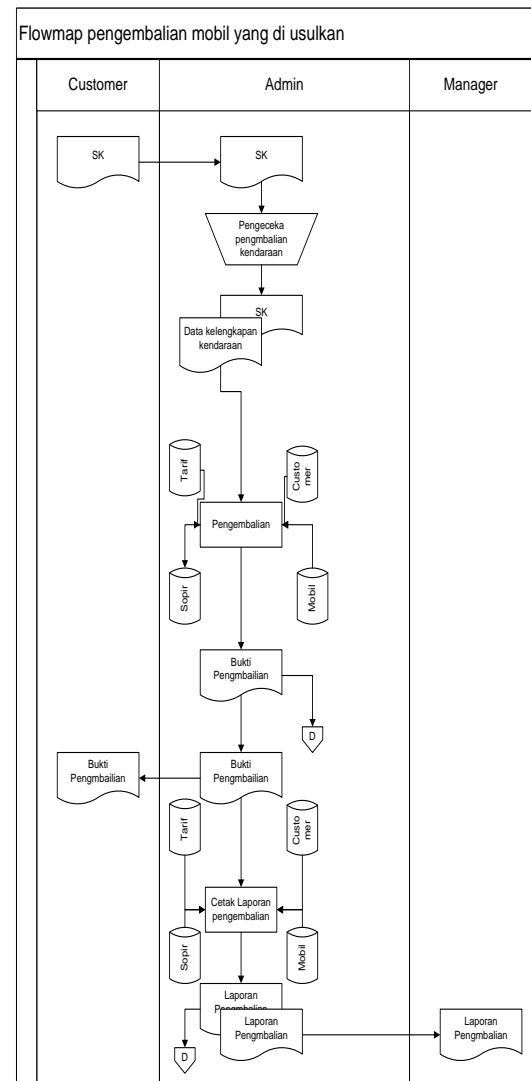 Flowmap pengembalian mobil yang di usulkan
Customer
Admin
Manager
SK
SK
Pengeceka
pengmbalian
kendaraan
SK
Data kelengkapan
kendaraan
Tarif
Custo
mer
Pengembalian
Sopir
Mobil
Bukti
Pengmbailian
D
Bukti
Pengmbailian
Bukti
Pengmbailian
Tarif
Custo
mer
Cetak Laporan
pengembalian
Sopir
Mobil
Laporan
Pengmbalian
Laporan
Pengmbalian
Laporan
Pengmbalian
D